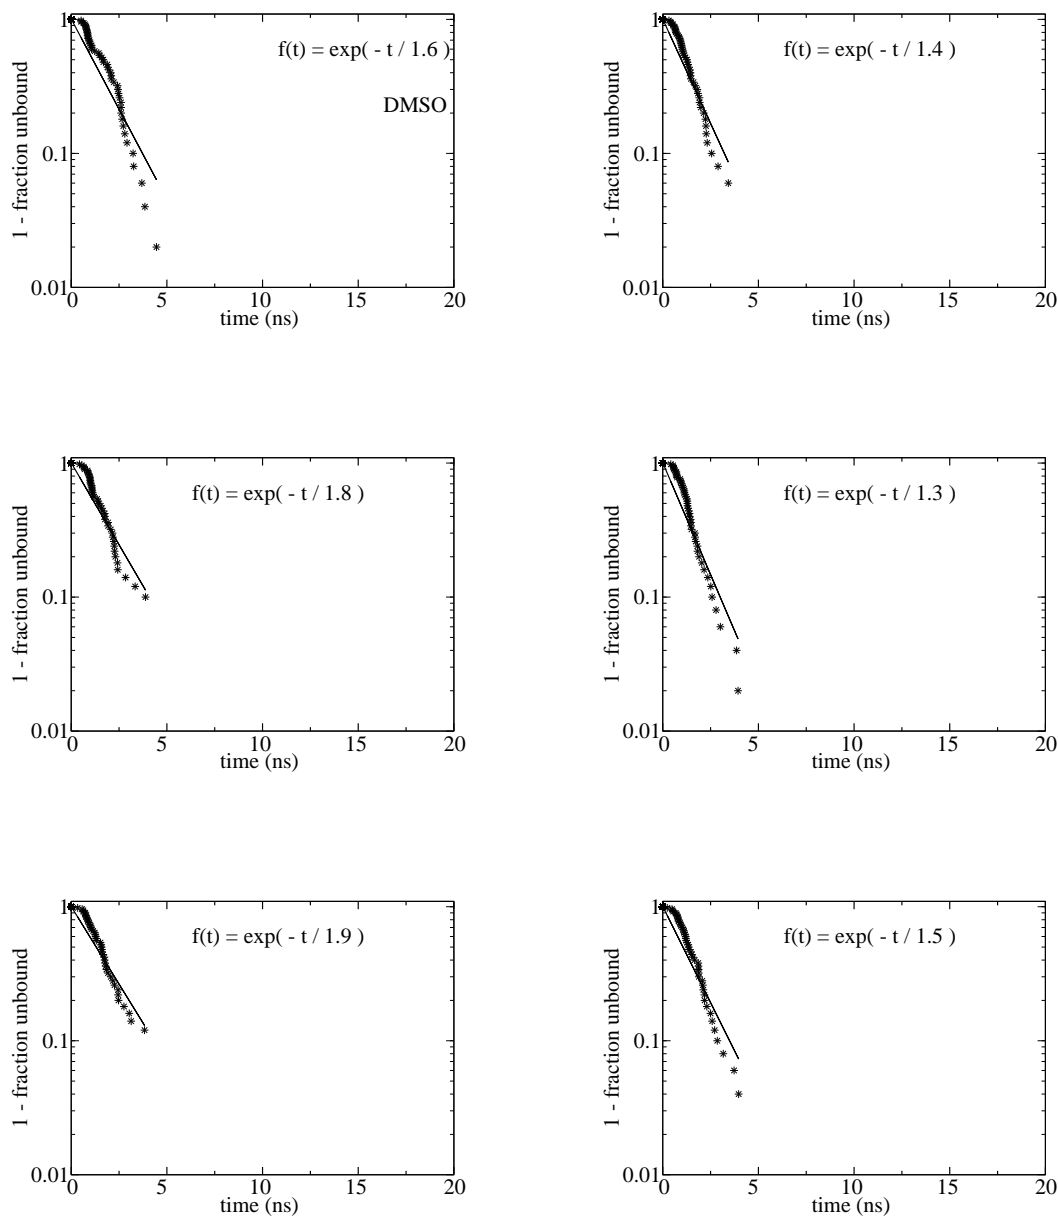 f(t) = exp( - t / 1.6 )
DMSO
1
0.1
0.01
1 - fraction unbound
0 5 10 15 20
time (ns)
f(t) = exp( - t / 1.4 )
1
0.1
0.01
1 - fraction unbound
0 5 10 15 20
time (ns)
f(t) = exp( - t / 1.8 )
1
0.1
0.01
1 - fraction unbound
0 5 10 15 20
time (ns)
f(t) = exp( - t / 1.3 )
1
0.1
0.01
1 - fraction unbound
0 5 10 15 20
time (ns)
f(t) = exp( - t / 1.9 )
1
0.1
0.01
1 - fraction unbound
0 5 10 15 20
time (ns)
f(t) = exp( - t / 1.5 )
1
0.1
0.01
1 - fraction unbound
0 5 10 15 20
time (ns)